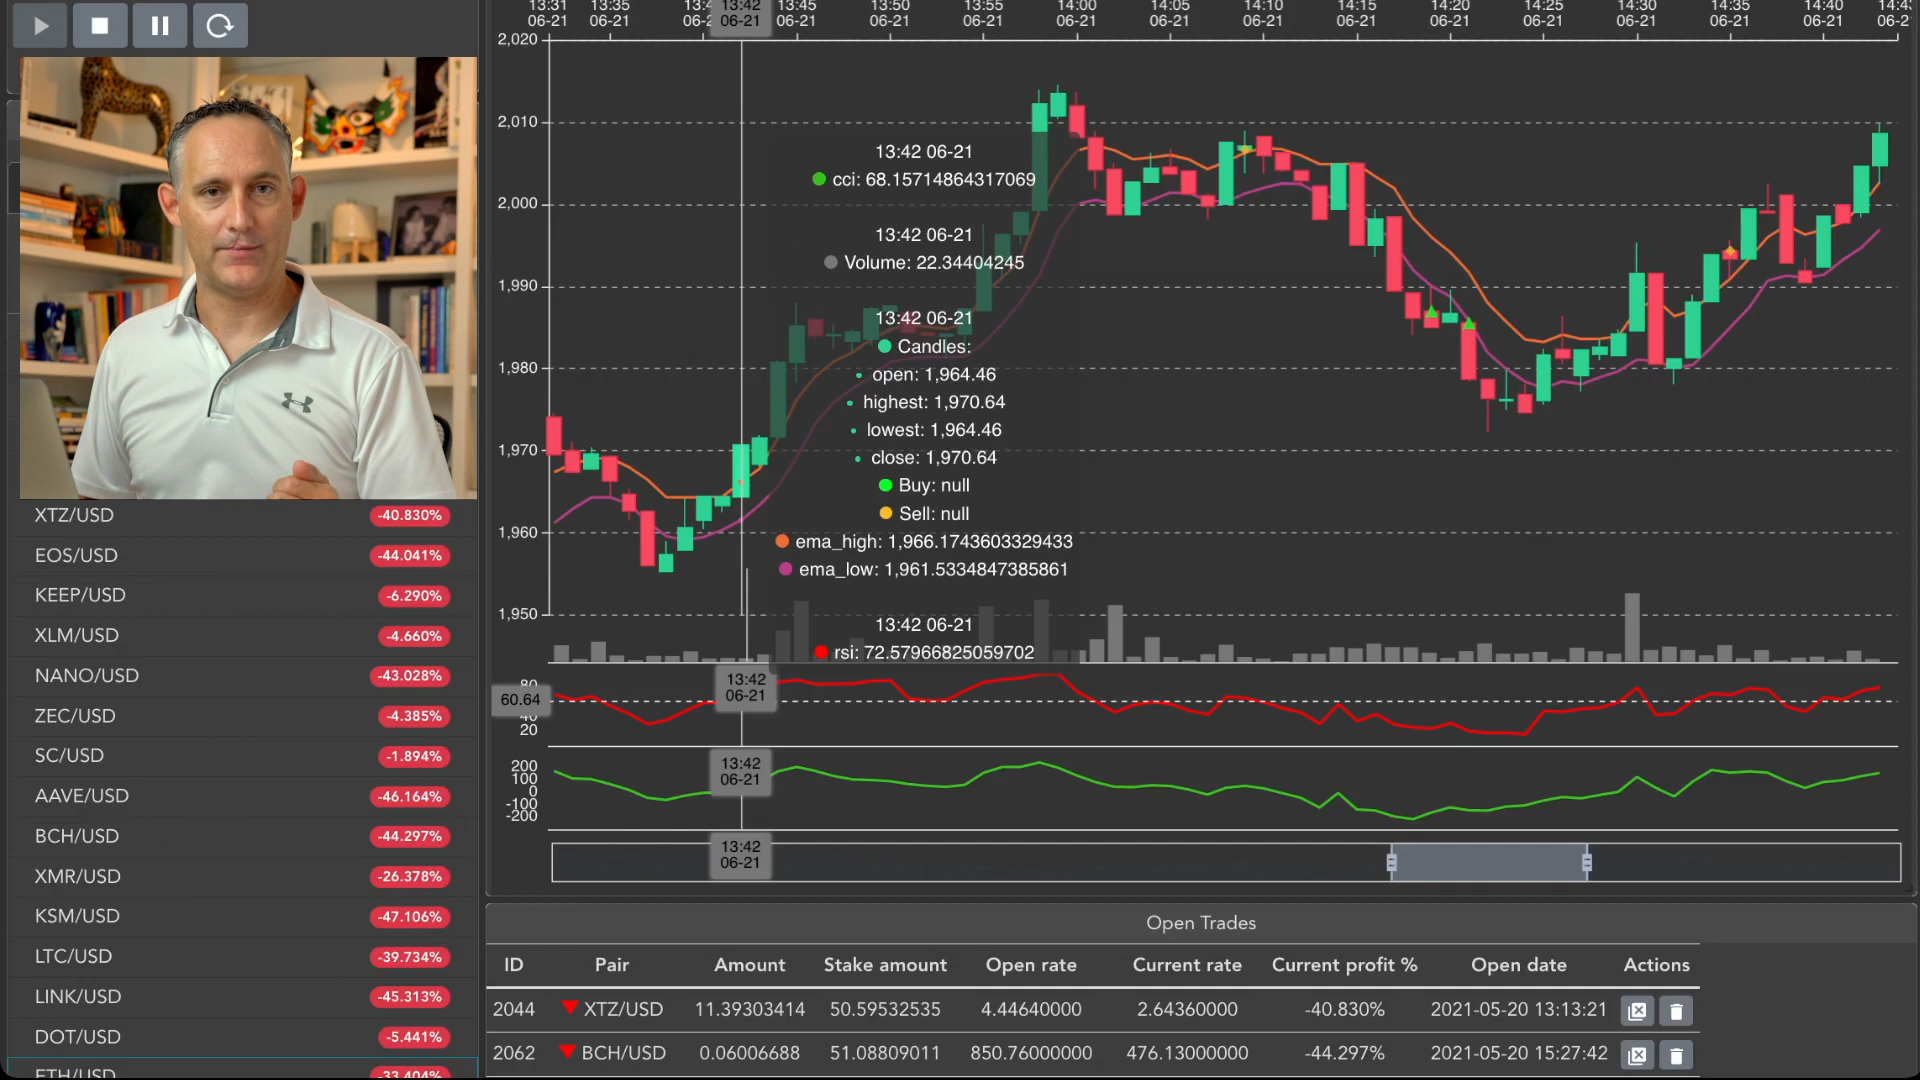 13:31 13:35 13:42 13:45 13:50 13:55 14:00 14:05 14:10 14:15 14:20 14:25 14:30 14:35 14:40
06-21 06-21 06-21 06-21 06-21 06-21 06-21 06-21 06-21 06-21 06-21 06-21 06-21 06-21 06-21
2,020
2,010
2,000
1,990
1,980
1,970
1,960
1,950
13:42 06-21
cci: 68.15714864317069
13:42 06-21
Volume: 22.34404245
13:42 06-21
Candles:
open: 1,964.46
highest: 1,970.64
lowest: 1,964.46
close: 1,970.64
Buy: null
Sell: null
ema_high: 1,966.1743603329433
ema_low: 1,961.5334847385861
13:42 06-21
rsi: 72.57966825059702
60.64
20
13:42
06-21
200
100
0
-100
-200
13:42
06-21
13:42
06-21
XTZ/USD -40.830%
EOS/USD -44.041%
KEEP/USD -6.290%
XLM/USD -4.660%
NANO/USD -43.028%
ZEC/USD -4.385%
SC/USD -1.894%
AAVE/USD -46.164%
BCH/USD -44.297%
XMR/USD -26.378%
KSM/USD -47.106%
LTC/USD -39.734%
LINK/USD -45.313%
DOT/USD -5.441%
ETH/USD -33.404%
Open Trades
ID Pair Amount Stake amount Open rate Current rate Current profit % Open date Actions
2044 XTZ/USD 11.39303414 50.59532535 4.44640000 2.64360000 -40.830% 2021-05-20 13:13:21
2062 BCH/USD 0.06006688 51.08809011 850.76000000 476.13000000 -44.297% 2021-05-20 15:27:42